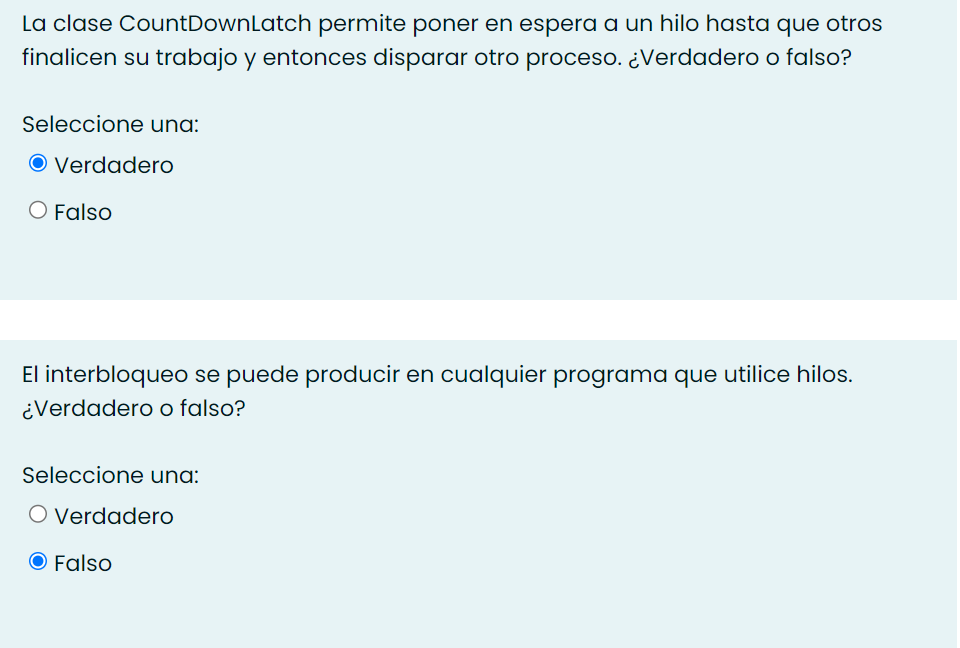 La clase CountDownLatch permite poner en espera a un hilo hasta que otros
finalicen su trabajo y entonces disparar otro proceso. ¿Verdadero o falso?
Seleccione una:
Verdadero
Falso
El interbloqueo se puede producir en cualquier programa que utilice hilos.
¿Verdadero o falso?
Seleccione una:
Verdadero
Falso